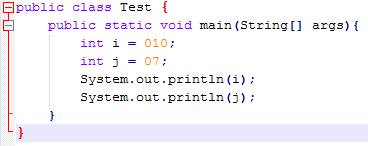 public class Test {
    public static void main(String[] args){
        int i = 010;
        int j = 07;
        System.out.println(i);
        System.out.println(j);
    }
}